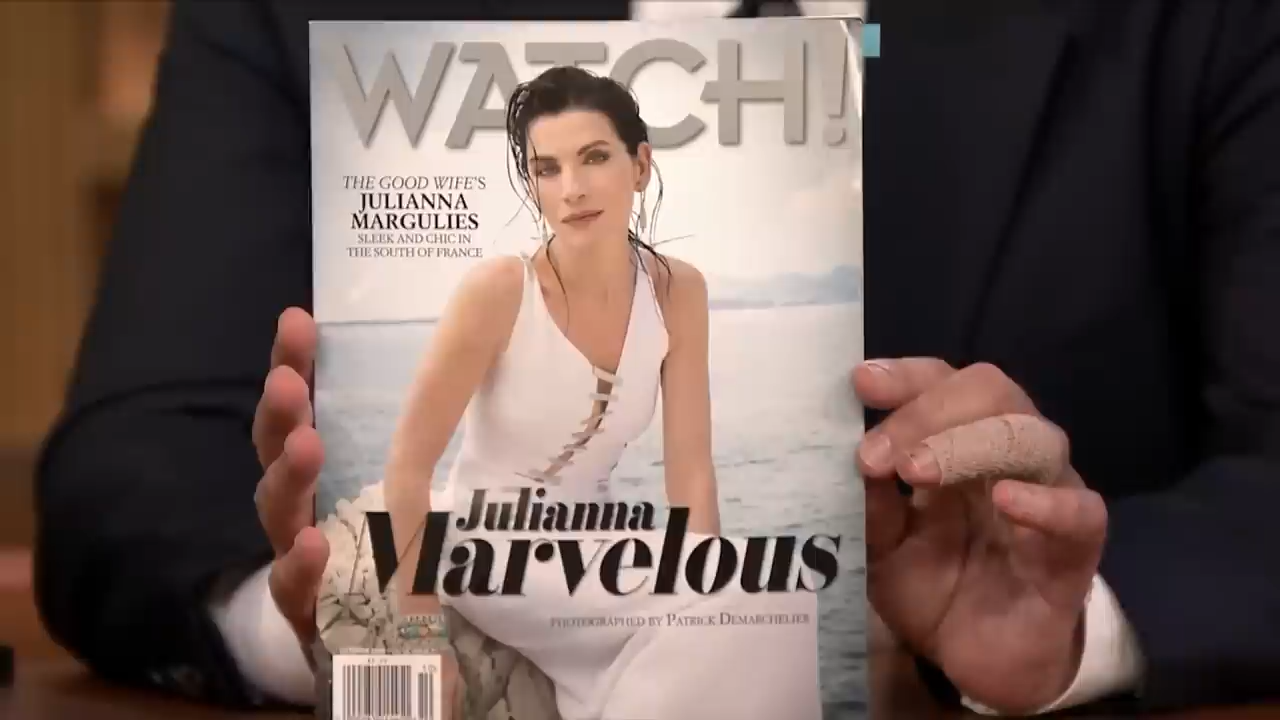 WATCH!
THE GOOD WIFE'S
JULIANNA
MARGULIES
SLEEK AND CHIC IN
THE SOUTH OF FRANCE
Julianna
Marvelous
PHOTOGRAPHED BY PATRICK DEMARCHELIER